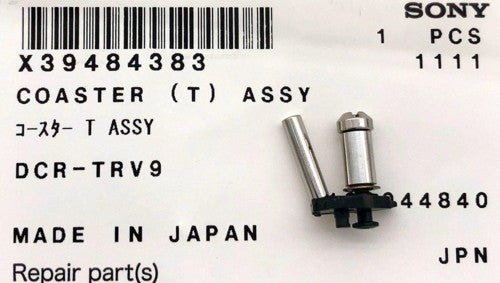 SONY
1 PCS
X39484383
1111
COASTER (T) ASSY
ｺｰｽﾀｰ T ASSY
DCR-TRV9
44840
MADE IN JAPAN
JPN
Repair part(s)